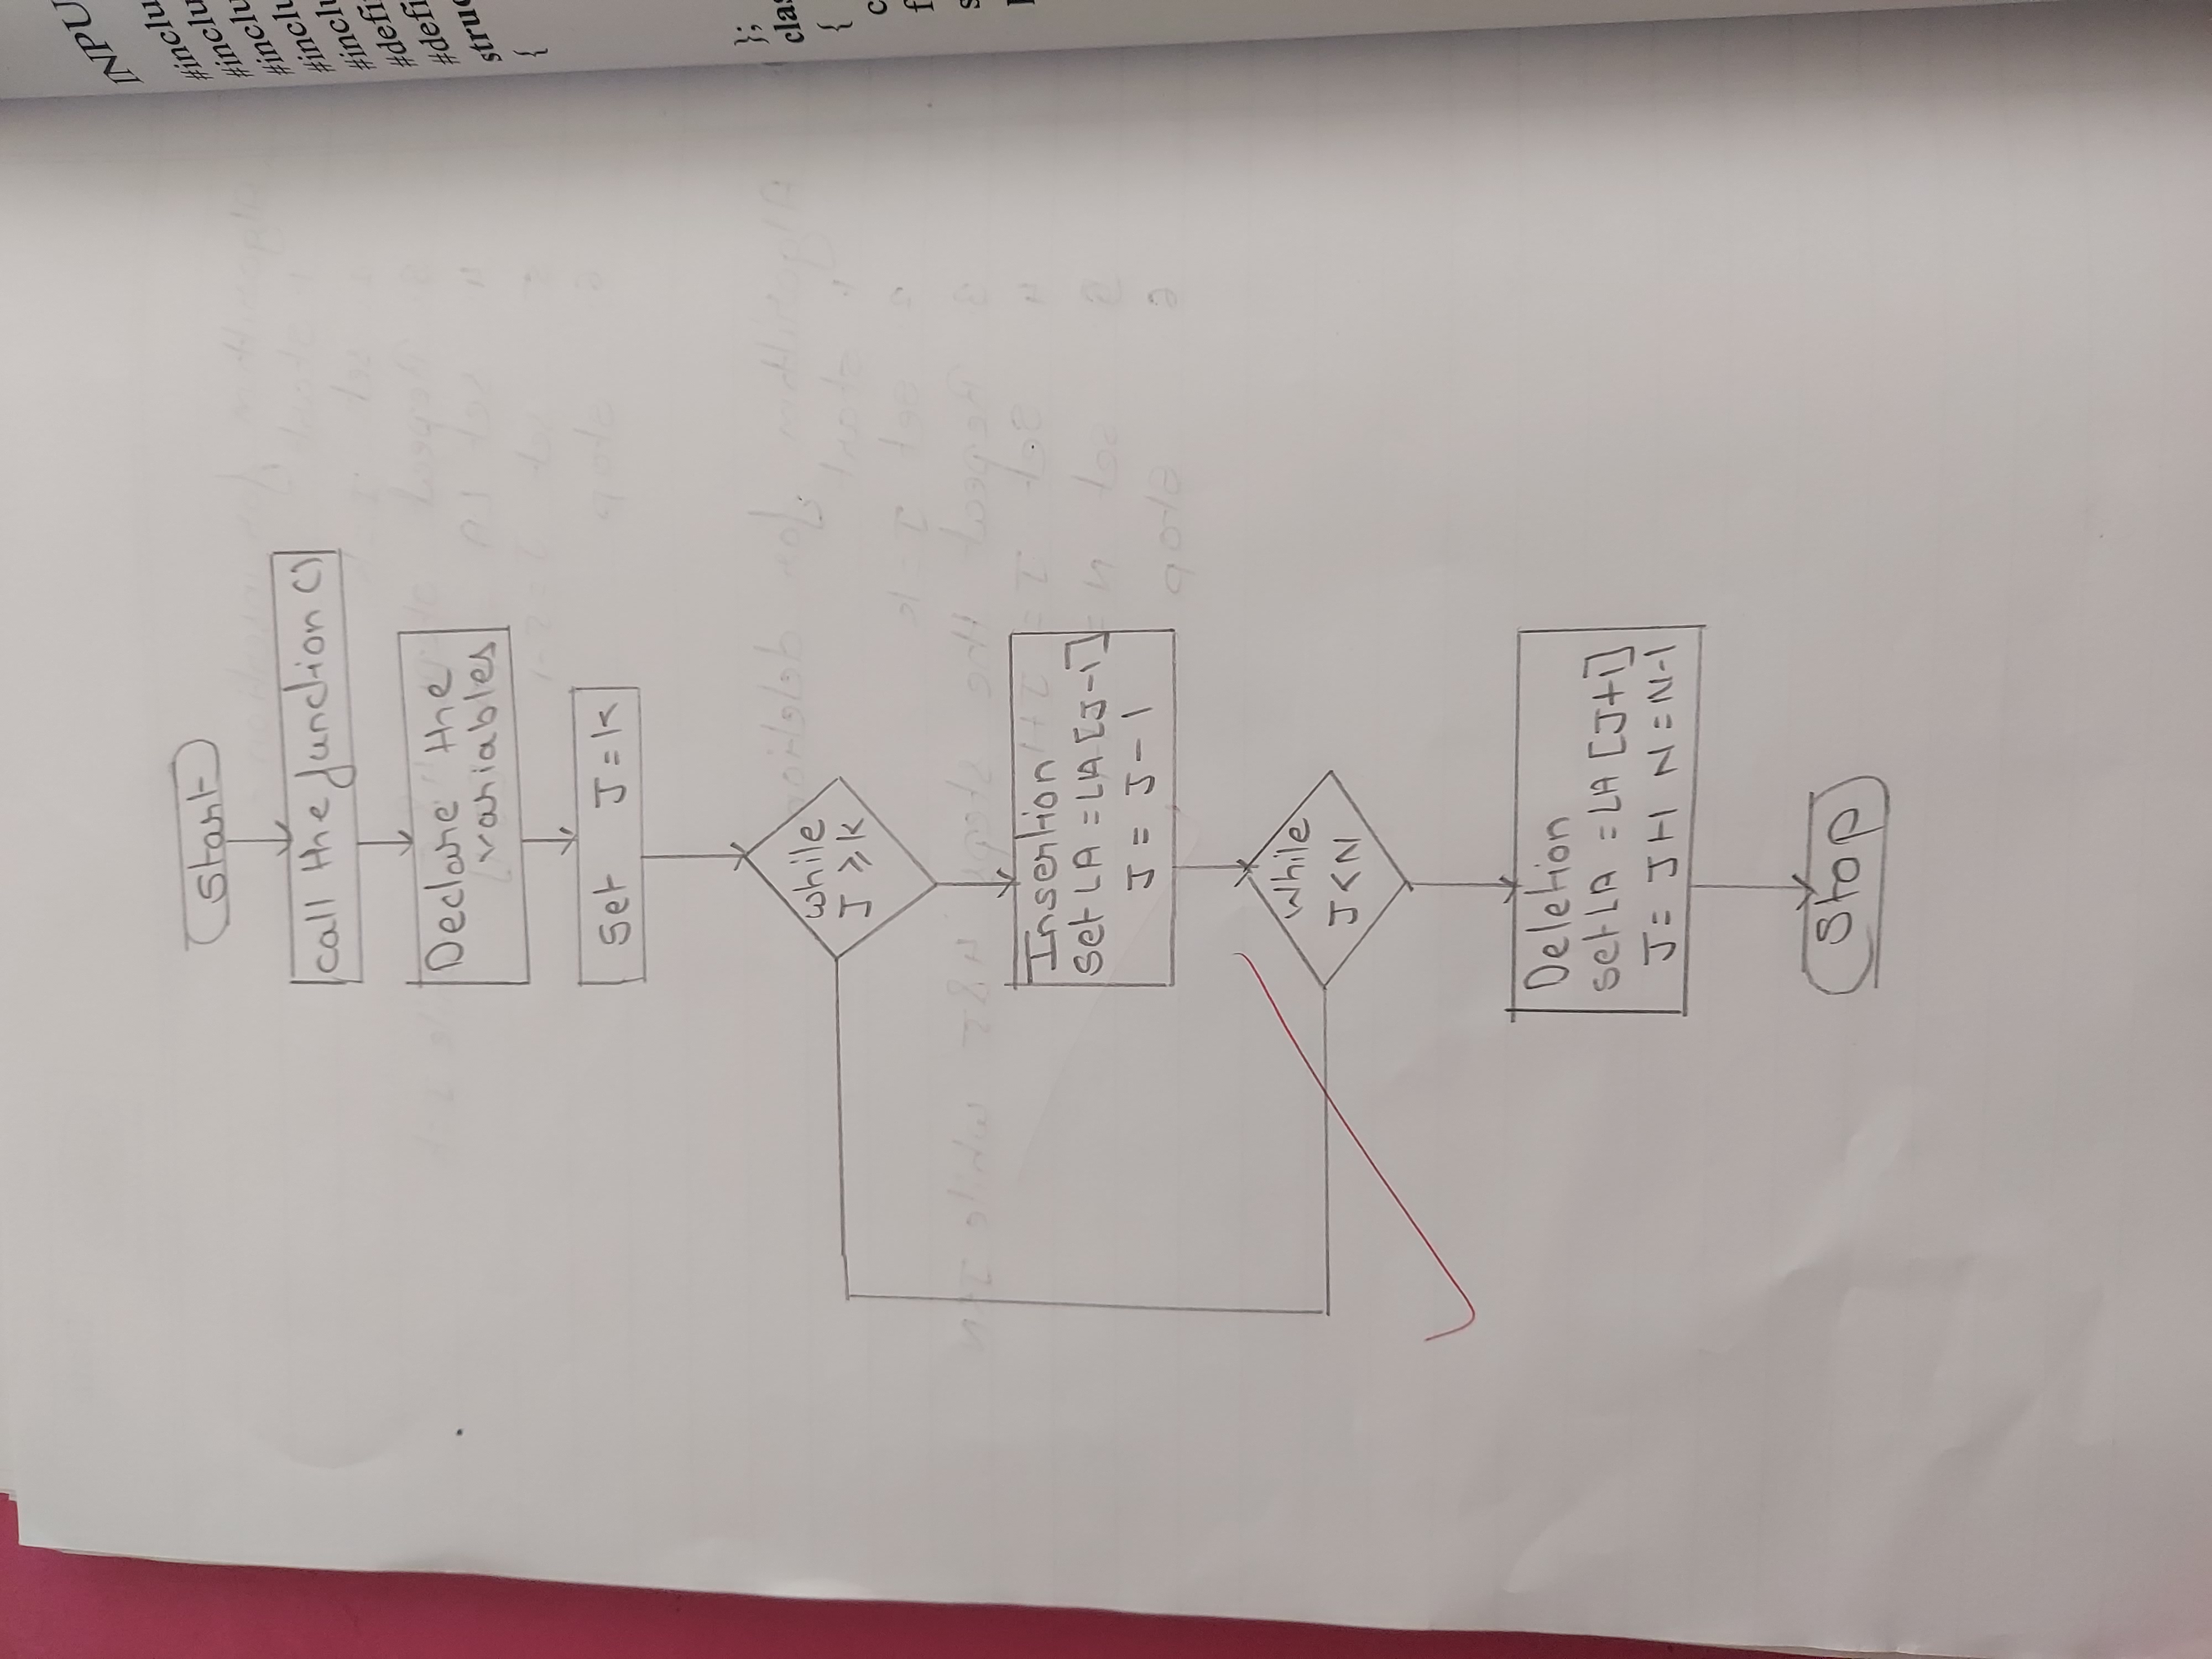 Start
call the function ()
Declare the
variables
Set J = K
while
J ≥ K
Insertion
set LA = LA [J-1]
J = J - 1
While
J < N
Deletion
set LA = LA [J+1]
J = J+1 N = N-1
Stop
INPU
#inclu
#inclu
#inclu
#inclu
#inclu
#defi
#defi
struc
{
};
clas
{
c
f
s